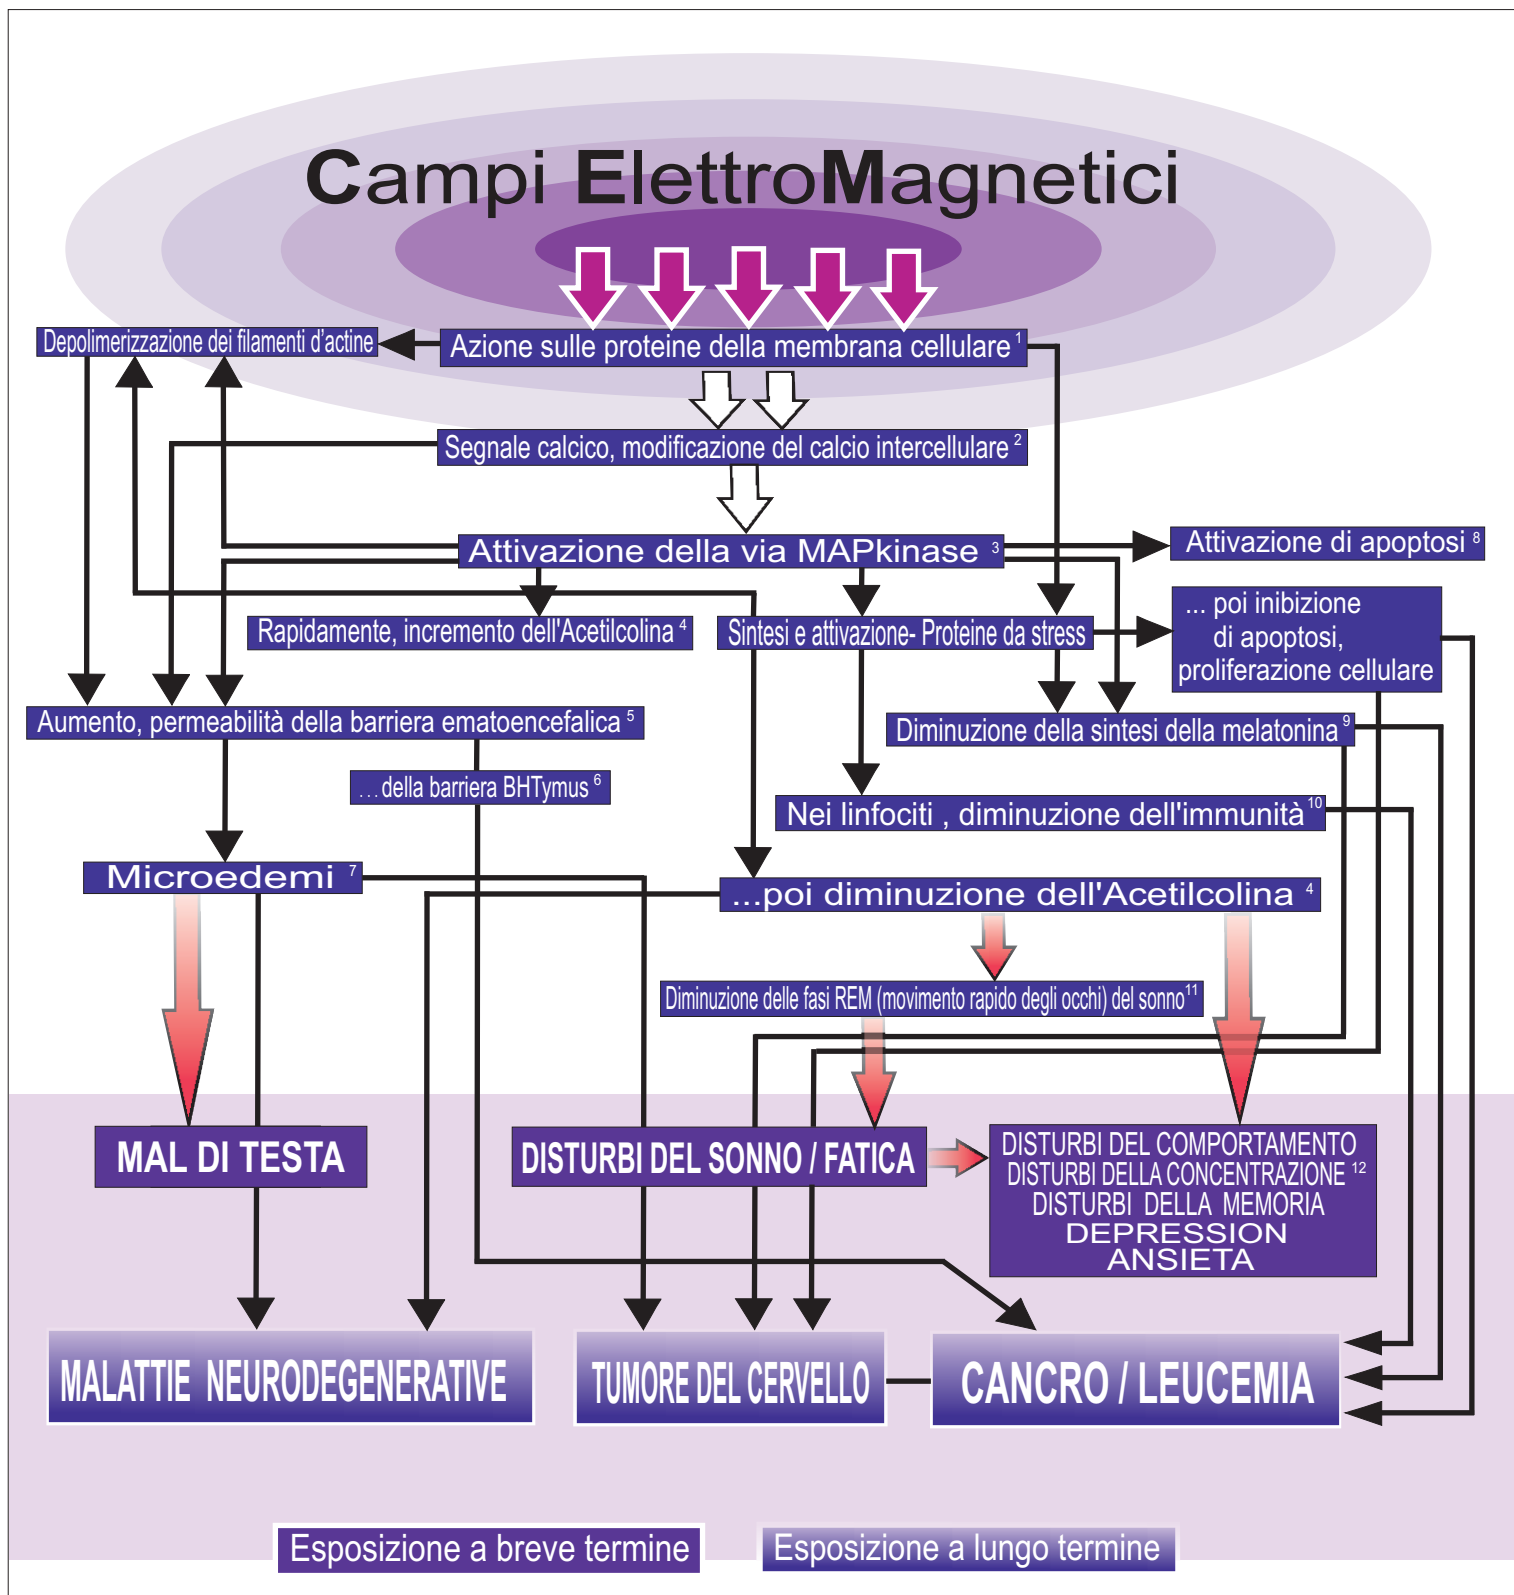 Campi ElettroMagnetici
Depolimerizzazione dei filamenti d'actine
Azione sulle proteine della membrana cellulare 1
Segnale calcico, modificazione del calcio intercellulare 2
Attivazione della via MAPkinase 3
Attivazione di apoptosi 8
... poi inibizione
di apoptosi,
proliferazione cellulare
Rapidamente, incremento dell'Acetilcolina 4
Sintesi e attivazione- Proteine da stress
Aumento, permeabilità della barriera ematoencefalica 5
Diminuzione della sintesi della melatonina 9
...della barriera BHTymus 6
Nei linfociti , diminuzione dell'immunità 10
Microedemi 7
...poi diminuzione dell'Acetilcolina 4
Diminuzione delle fasi REM (movimento rapido degli occhi) del sonno 11
MAL DI TESTA
DISTURBI DEL SONNO / FATICA
DISTURBI DEL COMPORTAMENTO
DISTURBI DELLA CONCENTRAZIONE 12
DISTURBI DELLA MEMORIA
DEPRESSION
ANSIETA
MALATTIE NEURODEGENERATIVE
TUMORE DEL CERVELLO
CANCRO / LEUCEMIA
Esposizione a breve termine
Esposizione a lungo termine